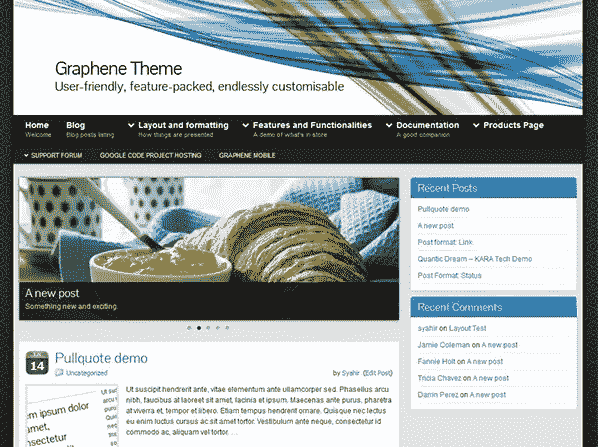 Graphene Theme
User-friendly, feature-packed, endlessly customisable
Home Blog Layout and formatting Features and Functionalities Documentation Products Page
Welcome Blog posts listing How things are presented A demo of what's in store A good companion
SUPPORT FORUM GOOGLE CODE PROJECT HOSTING GRAPHENE MOBILE
A new post
Something new and exciting.
Recent Posts
Pullquote demo
A new post
Post format: Link
Quantic Dream – KARA Tech Demo
Post Format: Status
Recent Comments
syahir on Layout Test
Jamie Coleman on A new post
Fannie Holt on A new post
Tricia Chavez on A new post
Darrin Perez on A new post
14
Pullquote demo
Uncategorized by Syahir (Edit Post)
Ut suscipit hendrerit ante, vitae elementum ante ullamcorper sed. Phasellus arcu
nibh, faucibus at laoreet sit amet, lacinia et ipsum. Maecenas ante purus, pharetra
at viverra et, tempor et libero. Etiam tempus hendrerit ornare. Quisque nec lectus
eu enim luctus cursus ac sit amet tortor. Vestibulum ante neque, consectetur id
commodo ac, aliquam vel tortor. ...
em ipsum dolor
amet,
consectetur